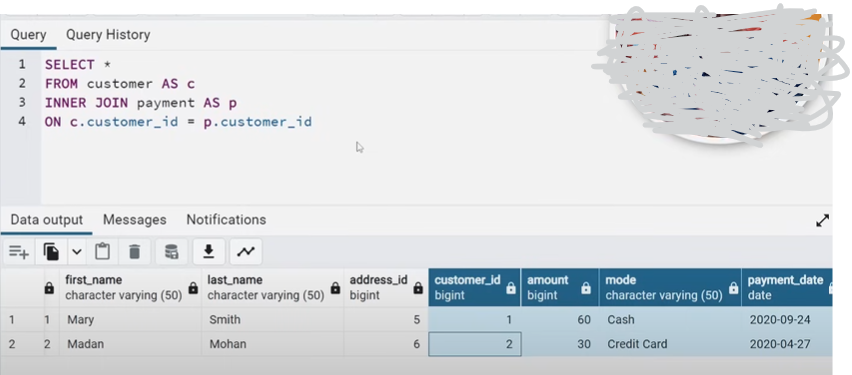 Query Query History
1 SELECT *
2 FROM customer AS c
3 INNER JOIN payment AS p
4 ON c.customer_id = p.customer_id
Data output Messages Notifications
first_name last_name address_id customer_id amount mode payment_date
character varying (50) character varying (50) bigint bigint bigint character varying (50) date
1 1 Mary Smith 5 1 60 Cash 2020-09-24
2 2 Madan Mohan 6 2 30 Credit Card 2020-04-27